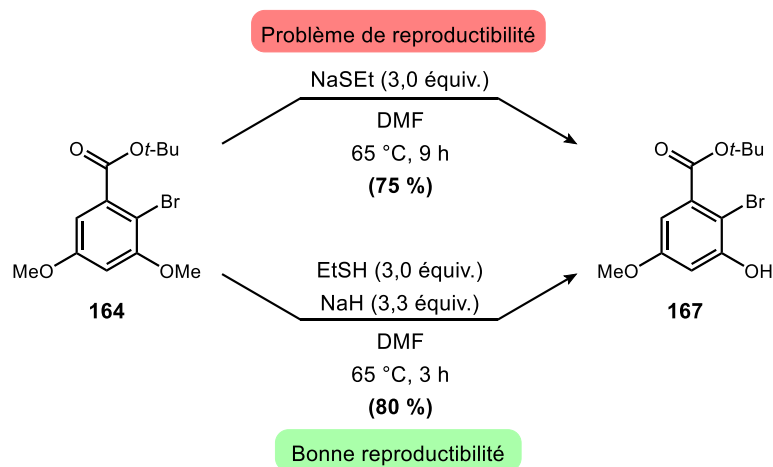 Problème de reproductibilité
NaSEt (3,0 équiv.)
DMF
65 °C, 9 h
(75 %)
O
Ot-Bu
Br
MeO
OMe
164
EtSH (3,0 équiv.)
NaH (3,3 équiv.)
DMF
65 °C, 3 h
(80 %)
Bonne reproductibilité
O
Ot-Bu
Br
MeO
OH
167